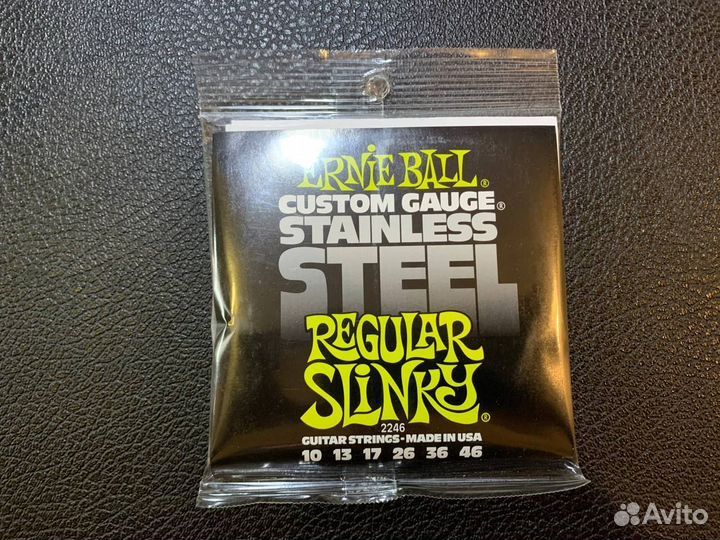 ERNIE BALL®
CUSTOM GAUGE®
STAINLESS
STEEL
REGULAR
SLINKY®
2246
GUITAR STRINGS-MADE IN USA
10 13 17 26 36 46
Avito